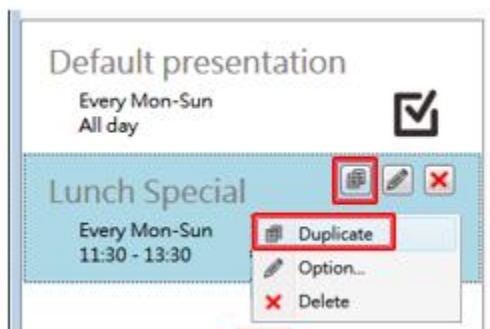 Default presentation
Every Mon-Sun
All day
Lunch Special
Every Mon-Sun
11:30 - 13:30
Duplicate
Option...
Delete